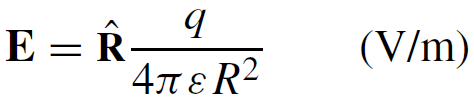 E = R̂ q / 4πεR² (V/m)